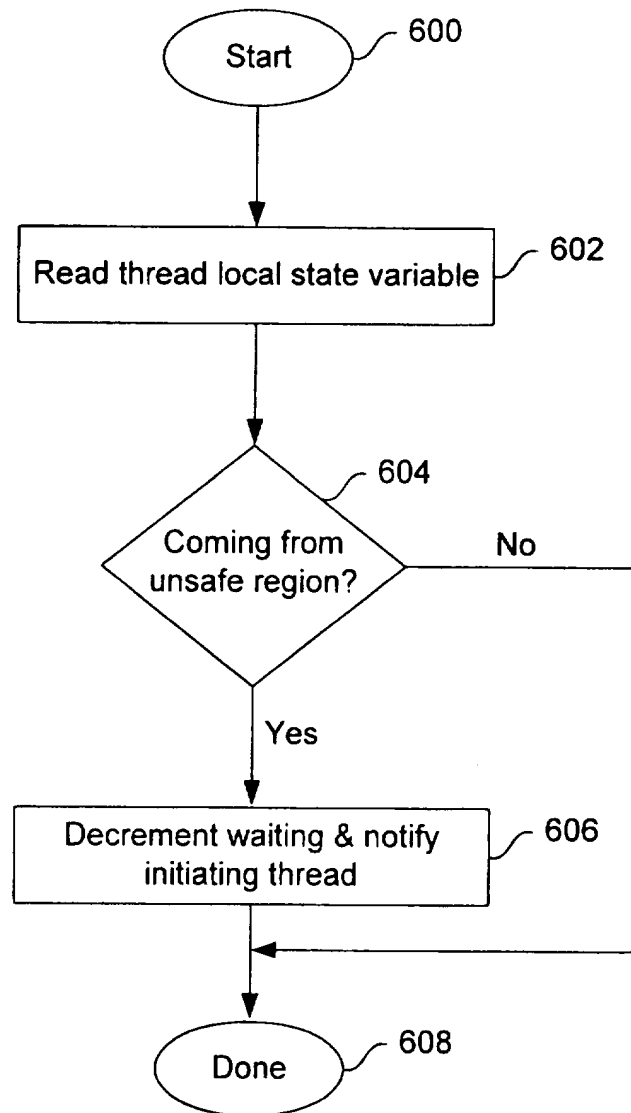 Start
600
Read thread local state variable
602
604
Coming from
unsafe region?
No
Yes
Decrement waiting & notify
initiating thread
606
Done
608